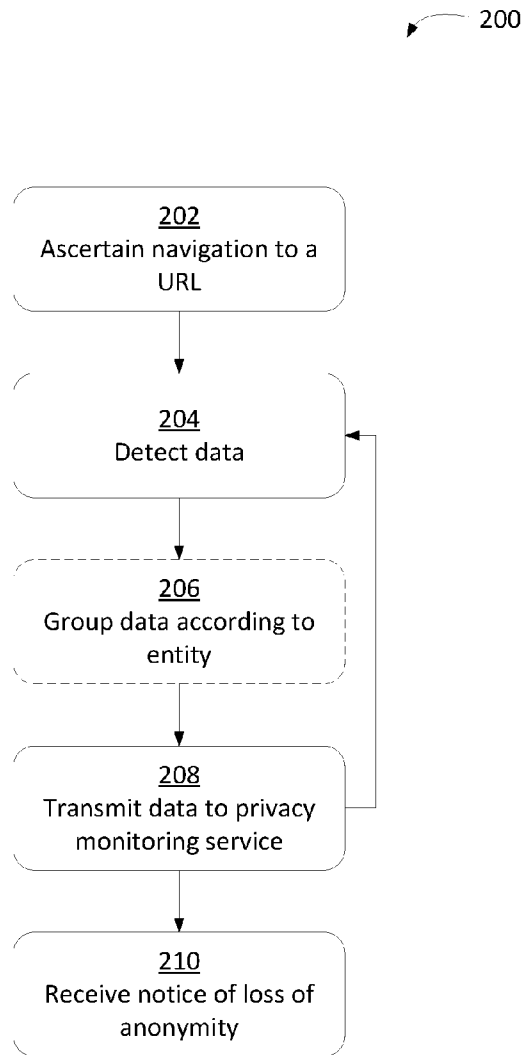 200
202
Ascertain navigation to a
URL
204
Detect data
206
Group data according to
entity
208
Transmit data to privacy
monitoring service
210
Receive notice of loss of
anonymity